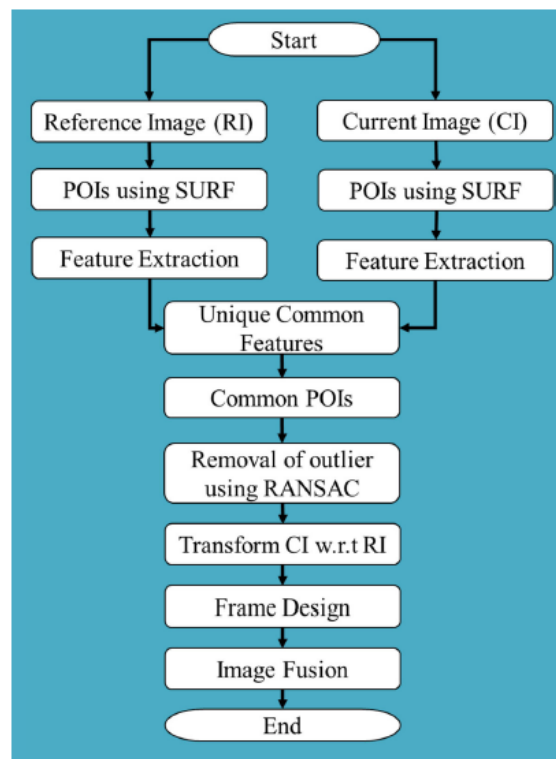 Start
Reference Image (RI)
Current Image (CI)
POIs using SURF
POIs using SURF
Feature Extraction
Feature Extraction
Unique Common
Features
Common POIs
Removal of outlier
using RANSAC
Transform CI w.r.t RI
Frame Design
Image Fusion
End